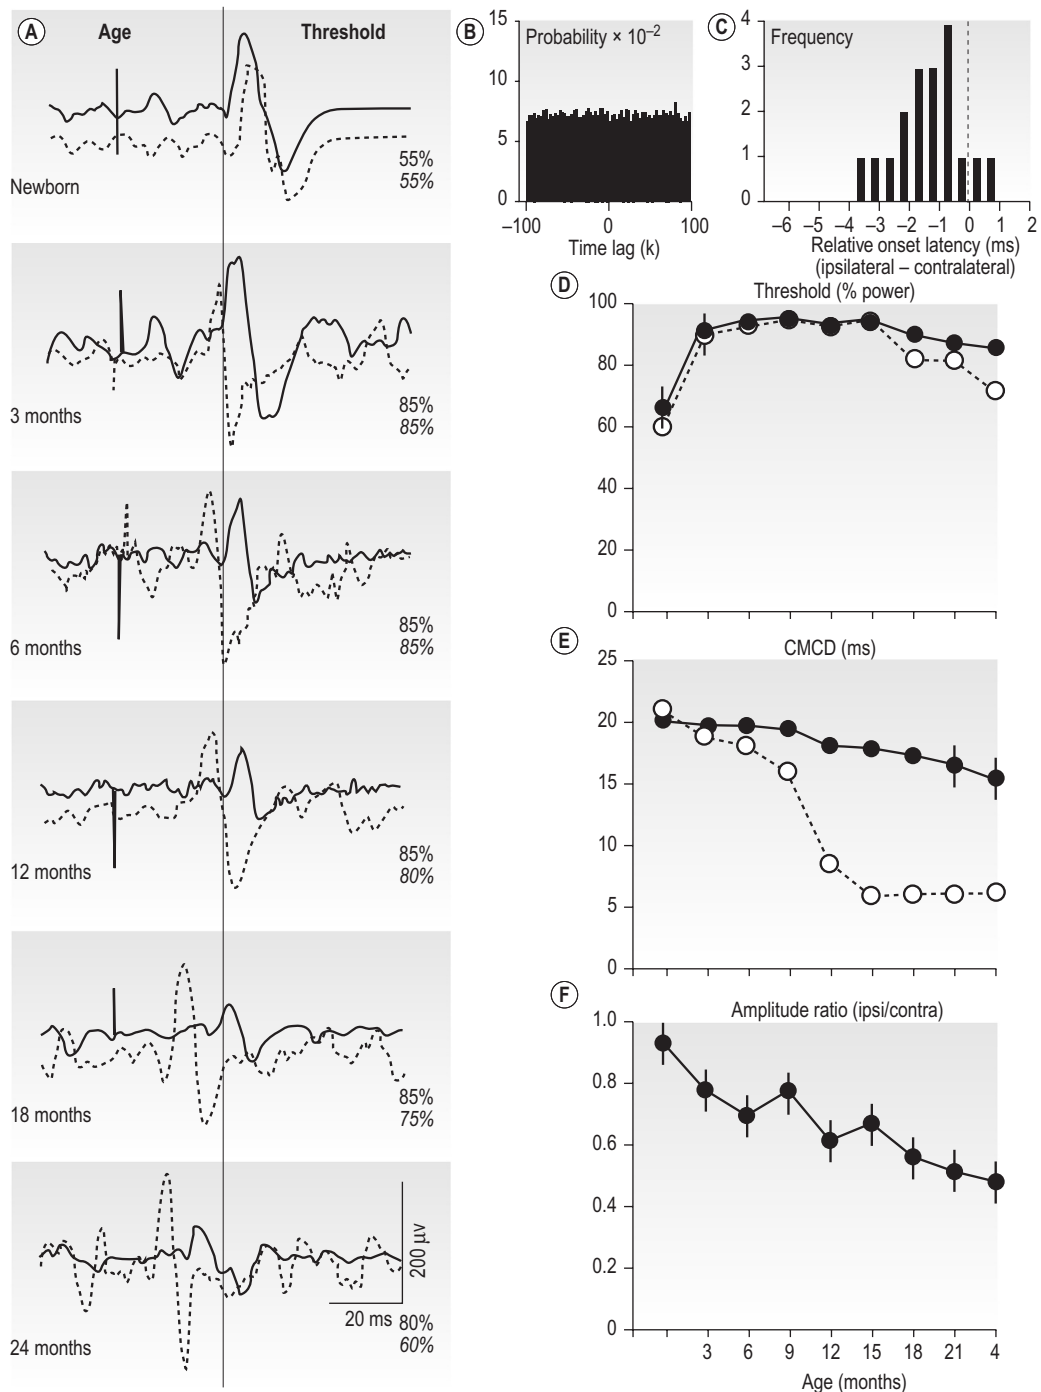 A
Age
Threshold
55%
55%
Newborn
85%
85%
3 months
85%
85%
6 months
85%
80%
12 months
85%
75%
18 months
200 μv
20 ms
80%
60%
24 months
B
Probability × 10–2
15
10
5
0
–100
0
100
Time lag (k)
C
Frequency
4
3
2
1
0
–6 –5 –4 –3 –2 –1 0 1 2
Relative onset latency (ms)
(ipsilateral – contralateral)
D
Threshold (% power)
100
80
60
40
20
0
E
CMCD (ms)
25
20
15
10
5
0
F
Amplitude ratio (ipsi/contra)
1.0
0.8
0.6
0.4
0.2
0
3 6 9 12 15 18 21 4
Age (months)